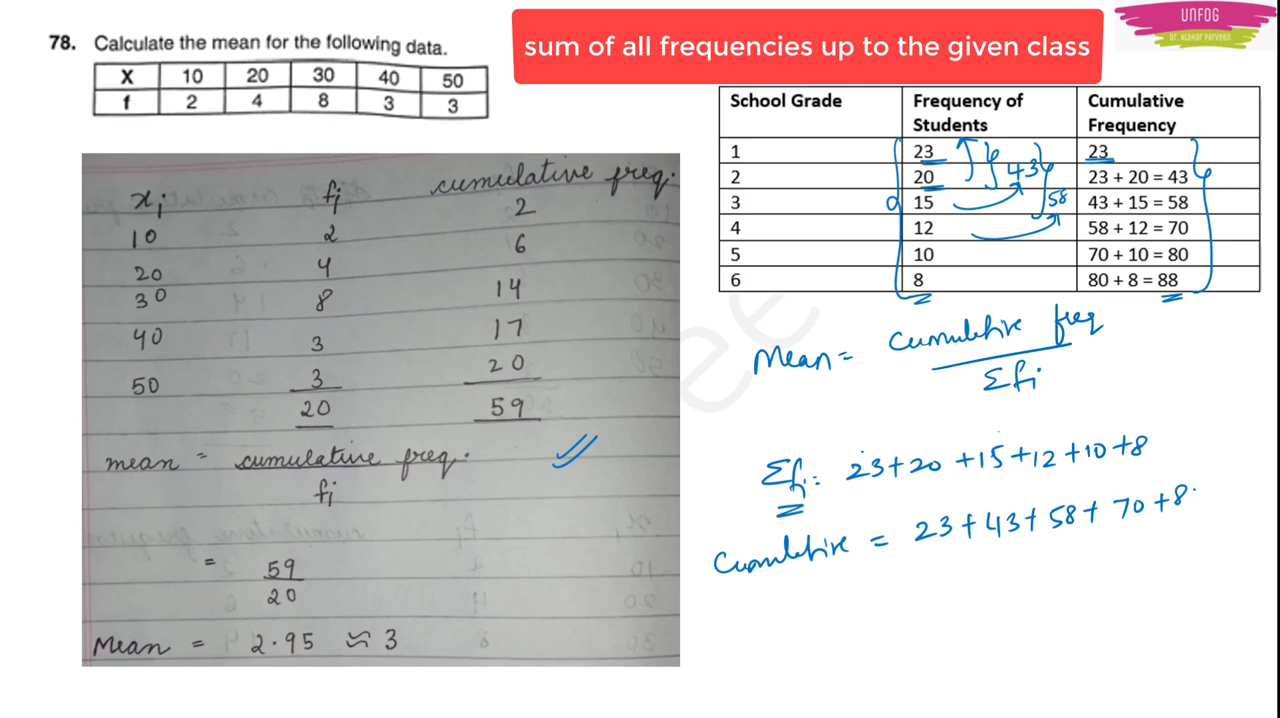 UNFOG
Dr. Alahar Parveen
sum of all frequencies up to the given class
78. Calculate the mean for the following data.
X 10 20 30 40 50
f 2 4 8 3 3
School Grade Frequency of Students Cumulative Frequency
1 23 23
2 20 23 + 20 = 43
3 15 43 + 15 = 58
4 12 58 + 12 = 70
5 10 70 + 10 = 80
6 8 80 + 8 = 88
43
58
xi fi cumulative freq.
10 2 2
20 4 6
30 8 14
40 3 17
50 3 20
20 59
mean = cumulative freq.
fi
= 59
20
Mean = 2.95 ≈ 3
Mean = Cumulative freq
Σfi
Σfi = 23+20+15+12+10+8
Cumulative = 23+43+58+70+8